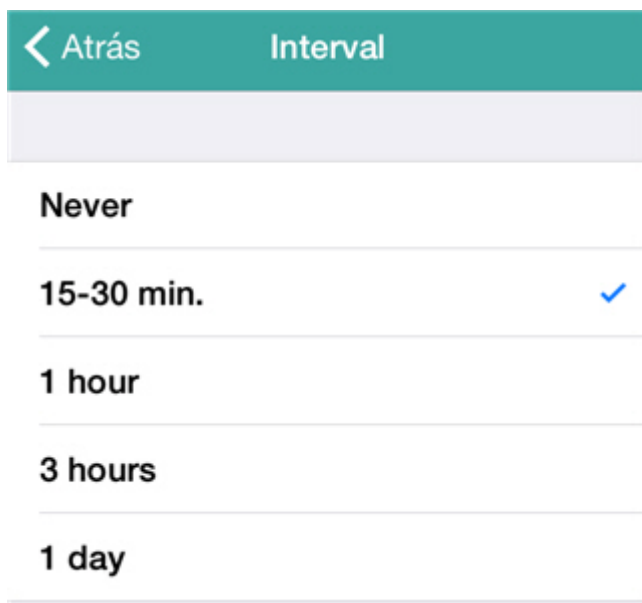 Atrás Interval
Never
15-30 min.
1 hour
3 hours
1 day